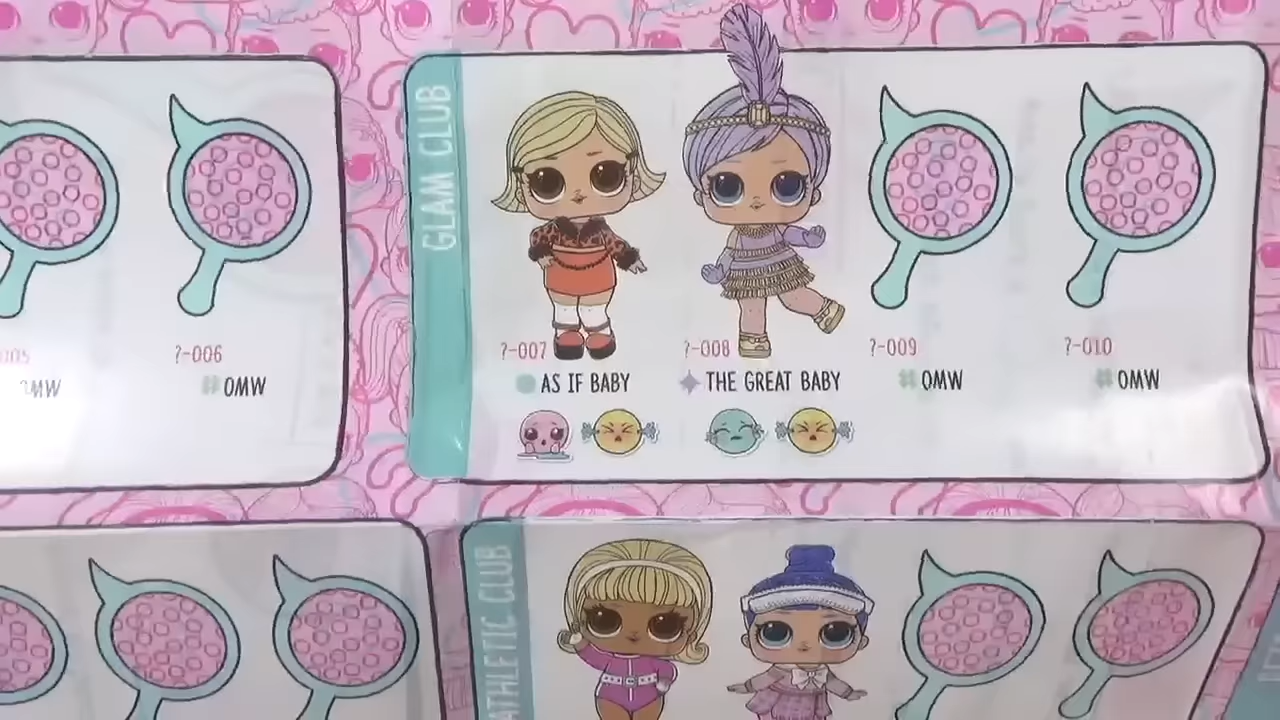 GLAM CLUB
?-006
OMW
?-007
AS IF BABY
?-008
THE GREAT BABY
?-009
OMW
?-010
OMW
ATHLETIC CLUB